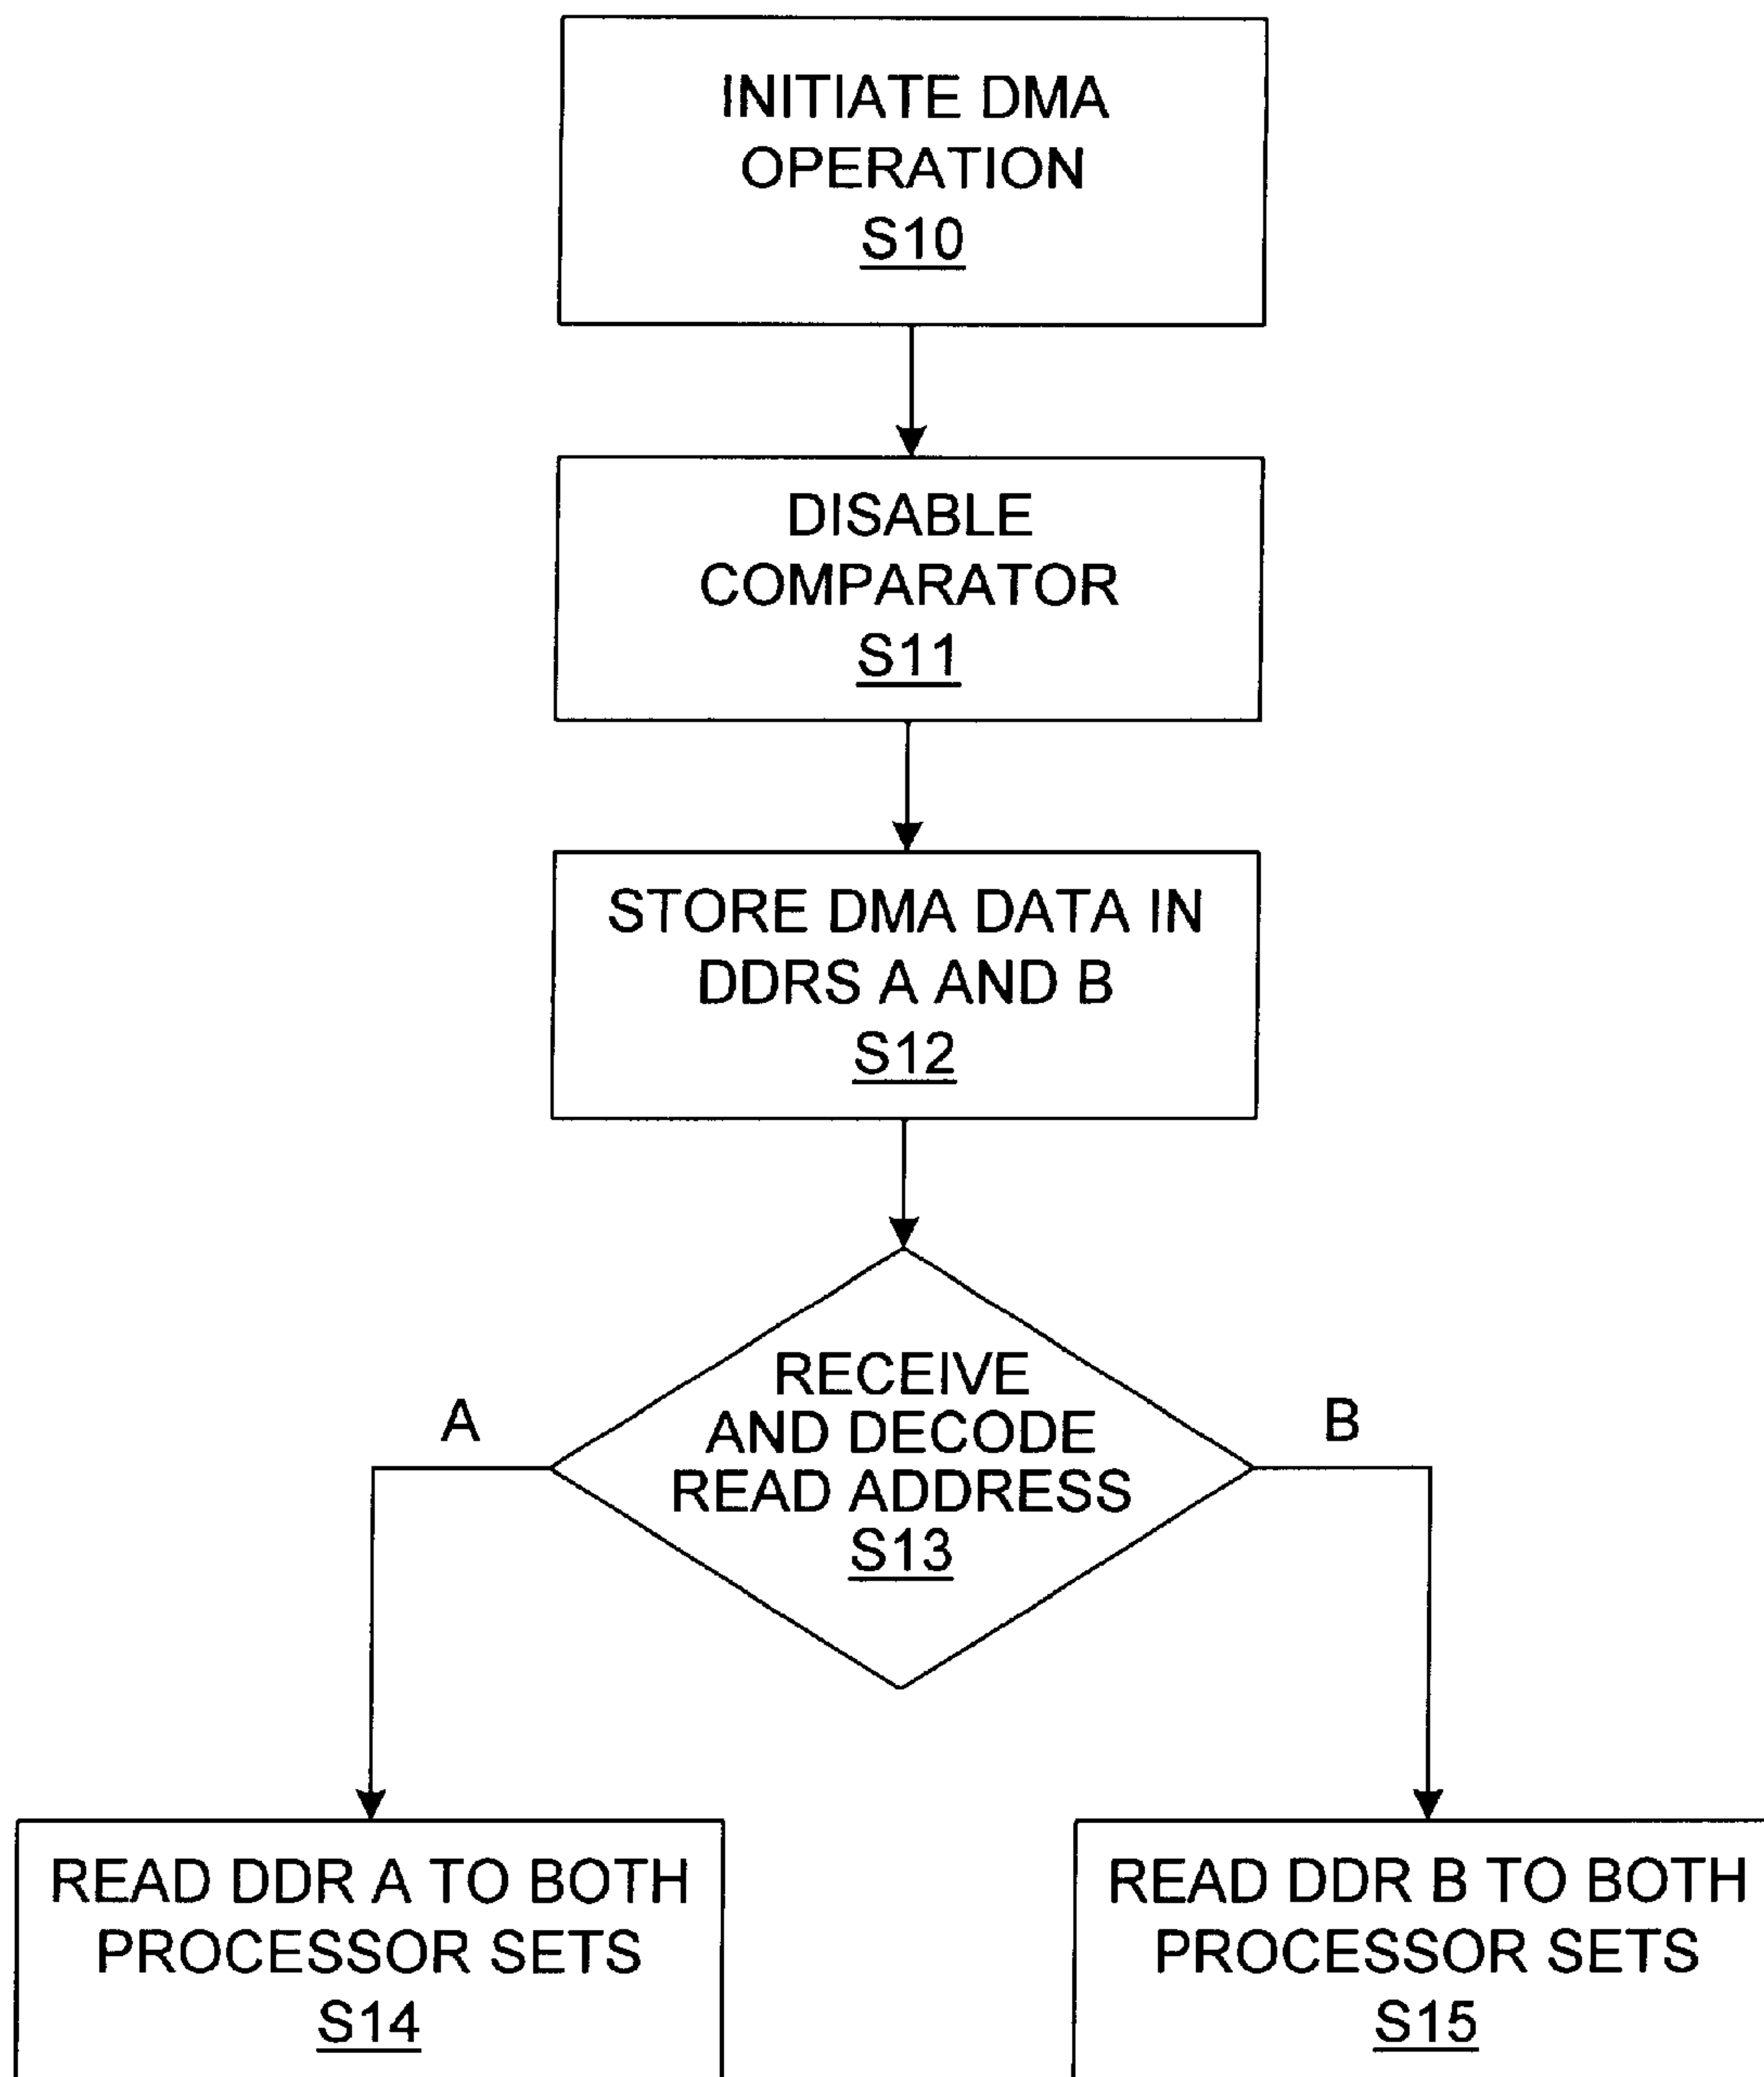 INITIATE DMA
OPERATION
S10
DISABLE
COMPARATOR
S11
STORE DMA DATA IN
DDRS A AND B
S12
RECEIVE
AND DECODE
READ ADDRESS
S13
A
B
READ DDR A TO BOTH
PROCESSOR SETS
S14
READ DDR B TO BOTH
PROCESSOR SETS
S15